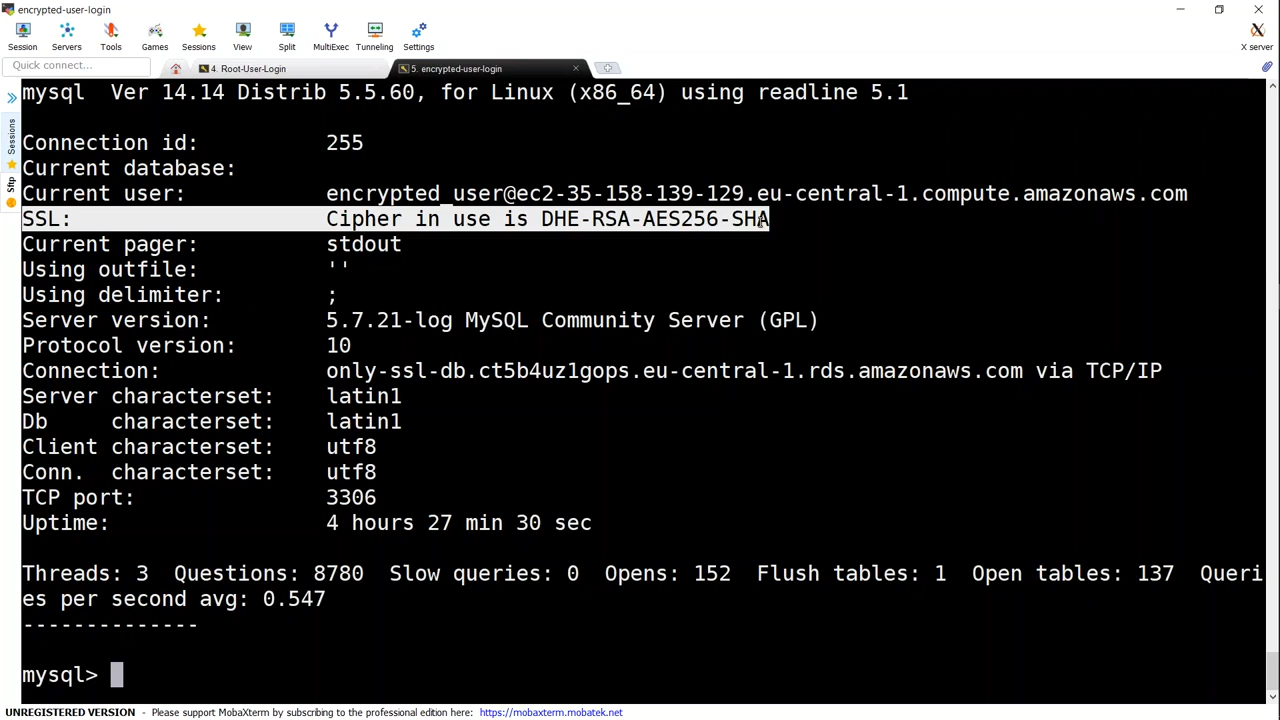 encrypted-user-login
Session Servers Tools Games Sessions View Split MultiExec Tunneling Settings X server
Quick connect... 4. Root-User-Login 5. encrypted-user-login
Sessions
Sftp
mysql  Ver 14.14 Distrib 5.5.60, for Linux (x86_64) using readline 5.1
Connection id:          255
Current database:
Current user:           encrypted_user@ec2-35-158-139-129.eu-central-1.compute.amazonaws.com
SSL:                    Cipher in use is DHE-RSA-AES256-SHA
Current pager:          stdout
Using outfile:          ''
Using delimiter:        ;
Server version:         5.7.21-log MySQL Community Server (GPL)
Protocol version:       10
Connection:             only-ssl-db.ct5b4uz1gops.eu-central-1.rds.amazonaws.com via TCP/IP
Server characterset:    latin1
Db     characterset:    latin1
Client characterset:    utf8
Conn.  characterset:    utf8
TCP port:               3306
Uptime:                 4 hours 27 min 30 sec
Threads: 3  Questions: 8780  Slow queries: 0  Opens: 152  Flush tables: 1  Open tables: 137  Queri
es per second avg: 0.547
--------------
mysql>
UNREGISTERED VERSION - Please support MobaXterm by subscribing to the professional edition here: https://mobaxterm.mobatek.net